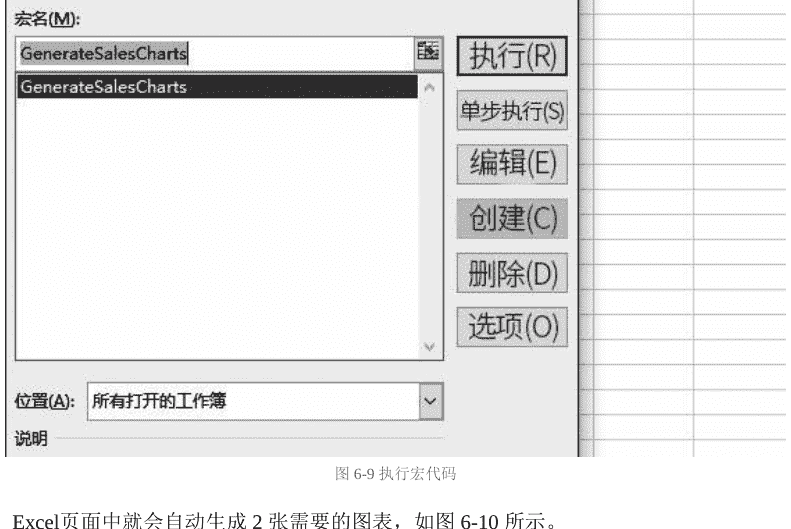 宏名(M):
GenerateSalesCharts
执行(R)
GenerateSalesCharts
单步执行(S)
编辑(E)
创建(C)
删除(D)
选项(O)
位置(A): 所有打开的工作簿
说明
图 6-9 执行宏代码
Excel页面中就会自动生成 2 张需要的图表，如图 6-10 所示。